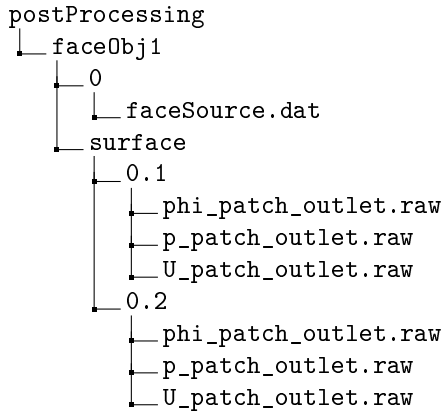 postProcessing
faceObj1
0
faceSource.dat
surface
0.1
phi_patch_outlet.raw
p_patch_outlet.raw
U_patch_outlet.raw
0.2
phi_patch_outlet.raw
p_patch_outlet.raw
U_patch_outlet.raw